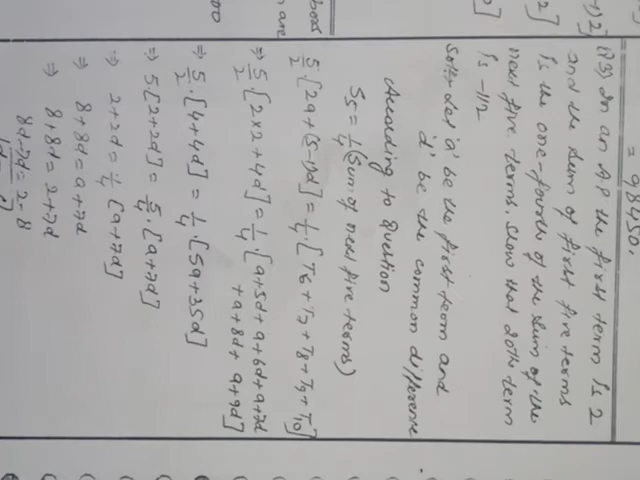 = 98450.
(P3) In an AP the first term is 2
and the sum of first five terms
is the one-fourth of the sum of the
next five terms. Show that 20th term
is -112
Soln: Let 'a' be the first term and
'd' be the common difference
According to question
S5 = 1/4 (Sum of next five terms)
5/2 · [2a + (5-1)d] = 1/4 · [T6 + T7 + T8 + T9 + T10]
⇒ 5/2 · [2×2 + 4d] = 1/4 · [a+5d + a+6d + a+7d
+ a+8d + a+9d]
⇒ 5/2 · [4 + 4d] = 1/4 · [5a + 35d]
⇒ 5 · [2 + 2d] = 5/4 · [a + 7d]
⇒ 2 + 2d = 1/4 · [a + 7d]
⇒ 8 + 8d = a + 7d
⇒ 8 + 8d = 2 + 7d
8d - 7d = 2 - 8